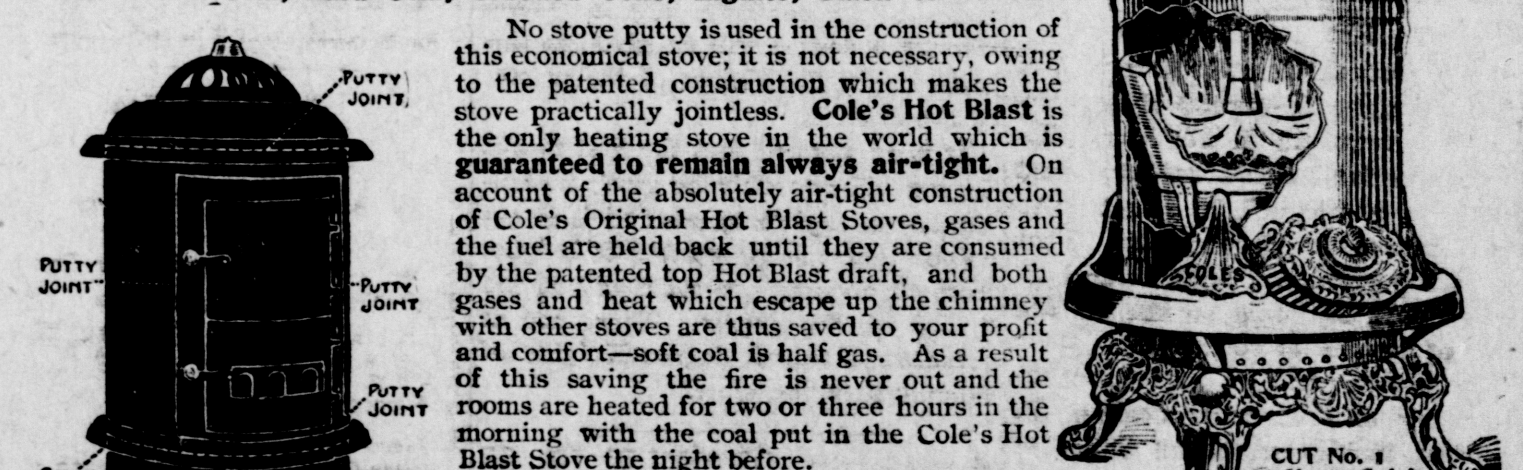 No stove putty is used in the construction of
this economical stove; it is not necessary, owing
to the patented construction which makes the
stove practically jointless. Cole's Hot Blast is
the only heating stove in the world which is
guaranteed to remain always air-tight. On
account of the absolutely air-tight construction
of Cole's Original Hot Blast Stoves, gases and
the fuel are held back until they are consumed
by the patented top Hot Blast draft, and both
gases and heat which escape up the chimney
with other stoves are thus saved to your profit
and comfort—soft coal is half gas. As a result
of this saving the fire is never out and the
rooms are heated for two or three hours in the
morning with the coal put in the Cole's Hot
Blast Stove the night before.
PUTTY
JOINT
PUTTY
JOINT
PUTTY
JOINT
PUTTY
JOINT
COLE'S
CUT No. 1